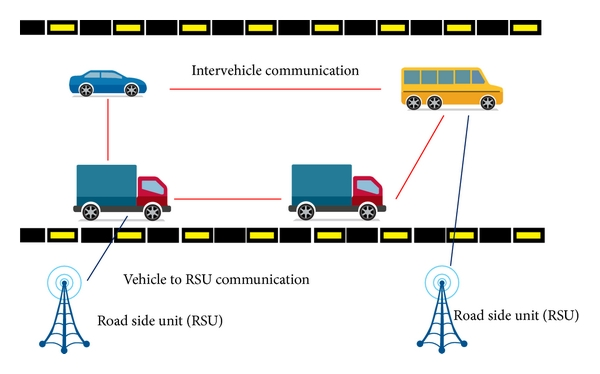 Intervehicle communication
Vehicle to RSU communication
Road side unit (RSU)
Road side unit (RSU)